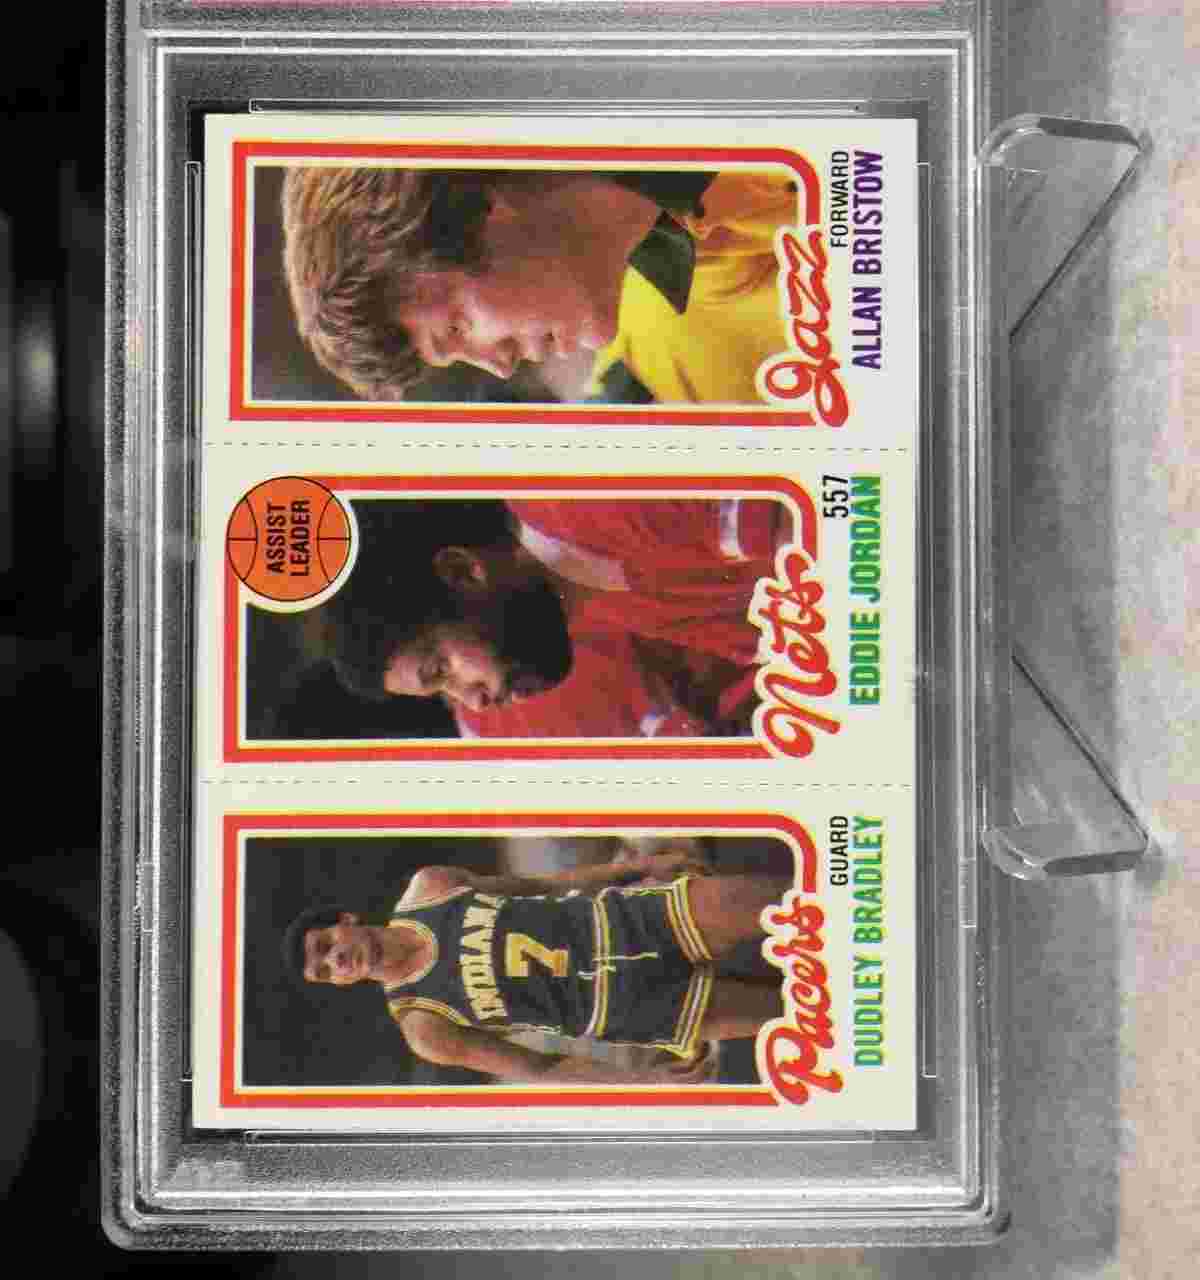 Pacers
GUARD
DUDLEY BRADLEY
INDIANA
7
ASSIST
LEADER
Nets
557
EDDIE JORDAN
Jazz
FORWARD
ALLAN BRISTOW